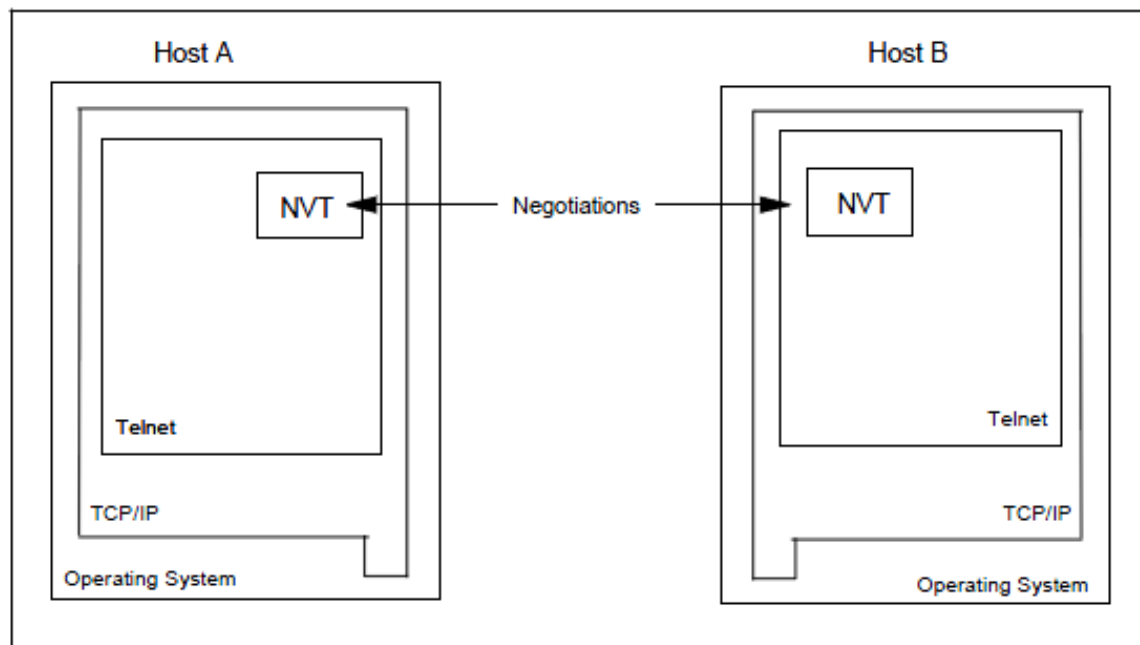 Host A
Host B
NVT
Negotiations
NVT
Telnet
Telnet
TCP/IP
TCP/IP
Operating System
Operating System